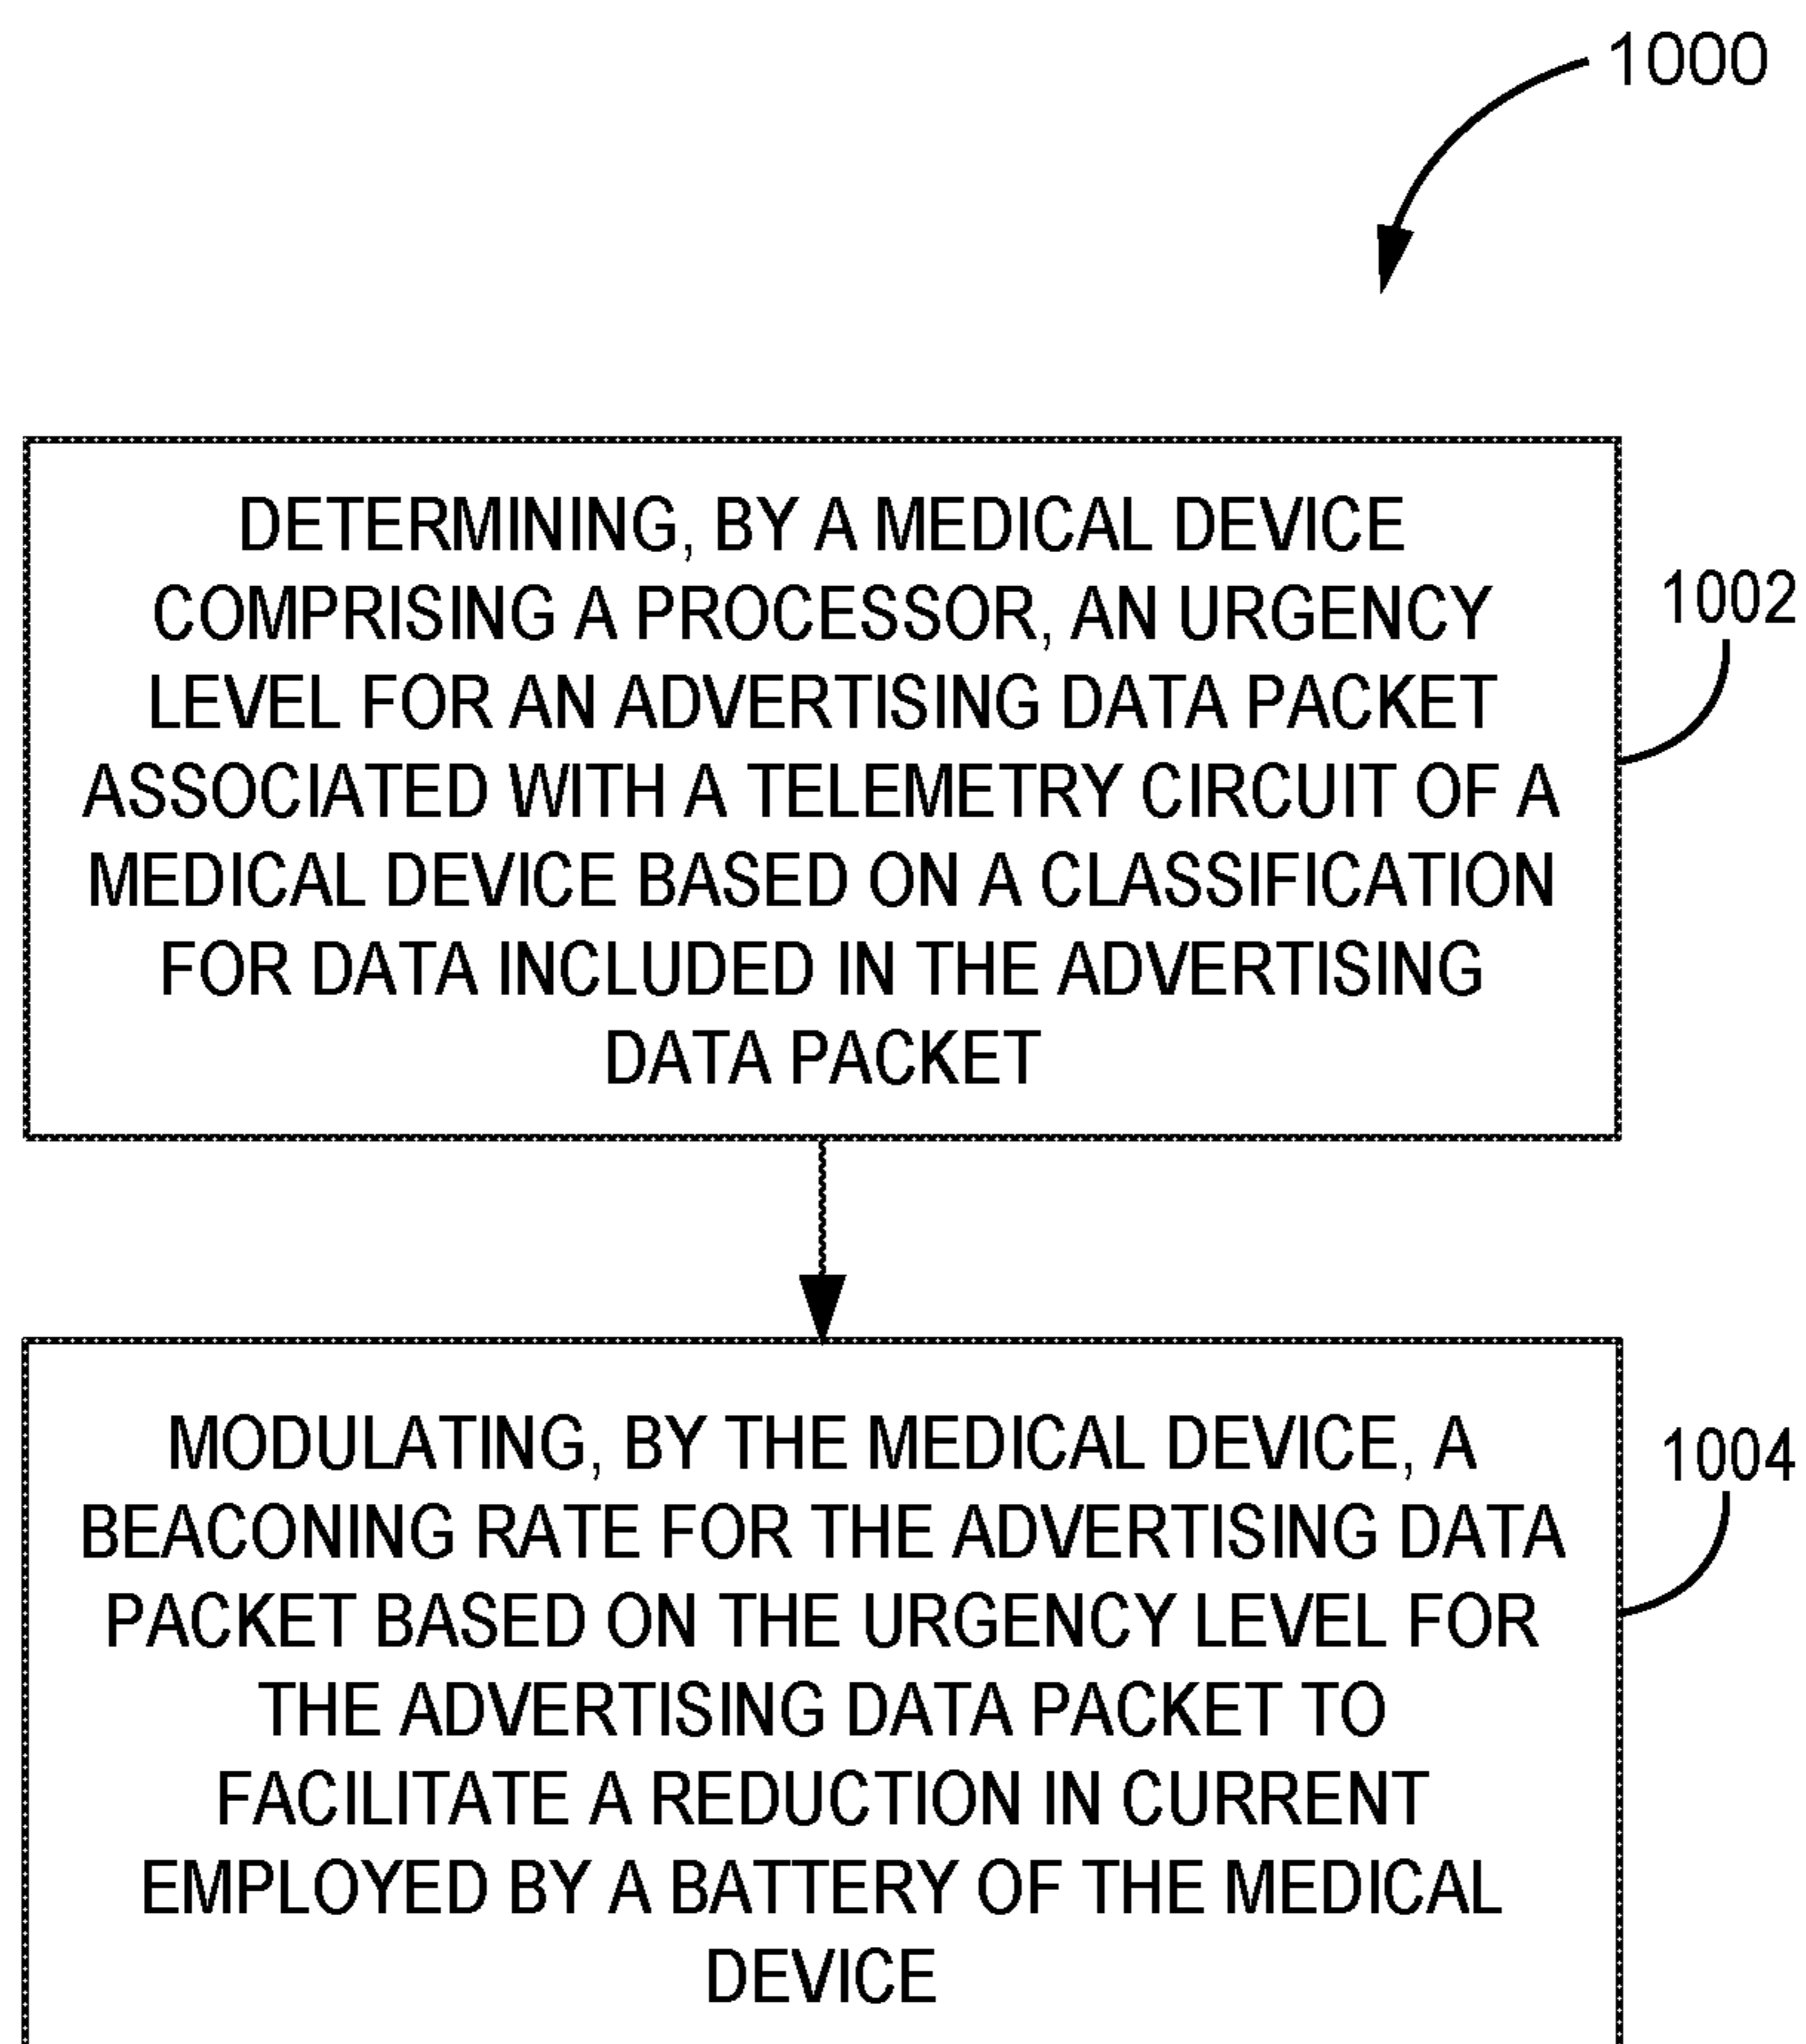 1000
DETERMINING, BY A MEDICAL DEVICE
COMPRISING A PROCESSOR, AN URGENCY
LEVEL FOR AN ADVERTISING DATA PACKET
ASSOCIATED WITH A TELEMETRY CIRCUIT OF A
MEDICAL DEVICE BASED ON A CLASSIFICATION
FOR DATA INCLUDED IN THE ADVERTISING
DATA PACKET
1002
MODULATING, BY THE MEDICAL DEVICE, A
BEACONING RATE FOR THE ADVERTISING DATA
PACKET BASED ON THE URGENCY LEVEL FOR
THE ADVERTISING DATA PACKET TO
FACILITATE A REDUCTION IN CURRENT
EMPLOYED BY A BATTERY OF THE MEDICAL
DEVICE
1004